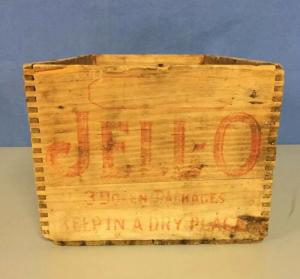 JELL-O
3 DOZEN PACKAGES
KEEP IN A DRY PLACE